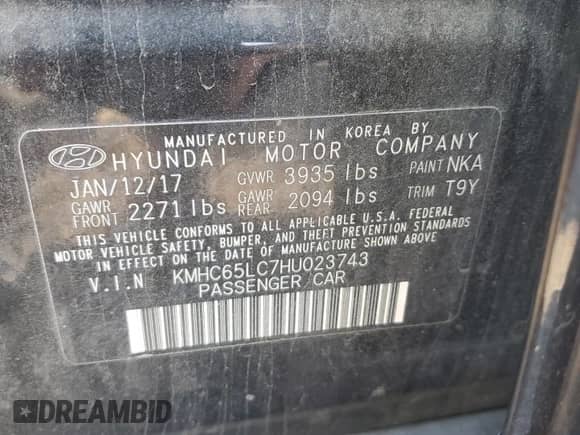 MANUFACTURED IN KOREA BY
HYUNDAI MOTOR COMPANY
JAN/12/17 GVWR 3935 lbs PAINT NKA
GAWR FRONT 2271 lbs GAWR REAR 2094 lbs TRIM T9Y
THIS VEHICLE CONFORMS TO ALL APPLICABLE U.S.A. FEDERAL
MOTOR VEHICLE SAFETY, BUMPER, AND THEFT PREVENTION STANDARDS
IN EFFECT ON THE DATE OF MANUFACTURE SHOWN ABOVE
V.I.N KMHC65LC7HU023743
PASSENGER CAR
DREAMBID